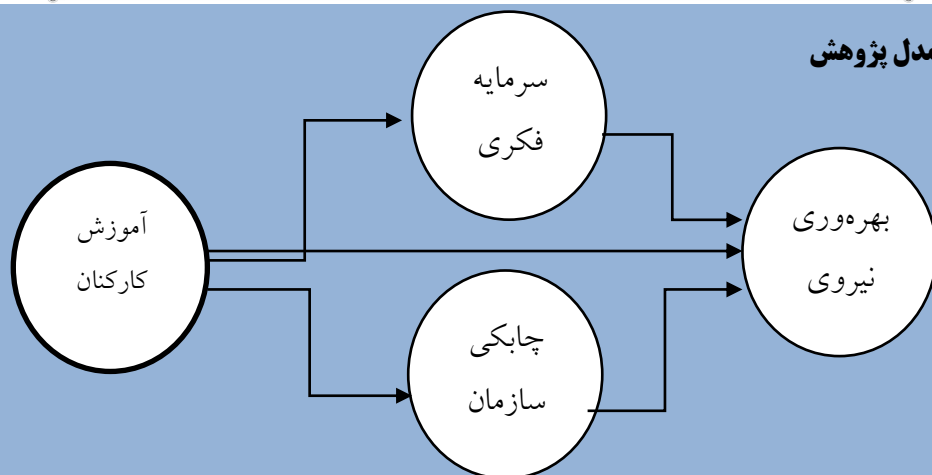 مدل پژوهش
سرمایه
فکری
آموزش
کارکنان
بهره‌وری
نیروی
چابکی
سازمان